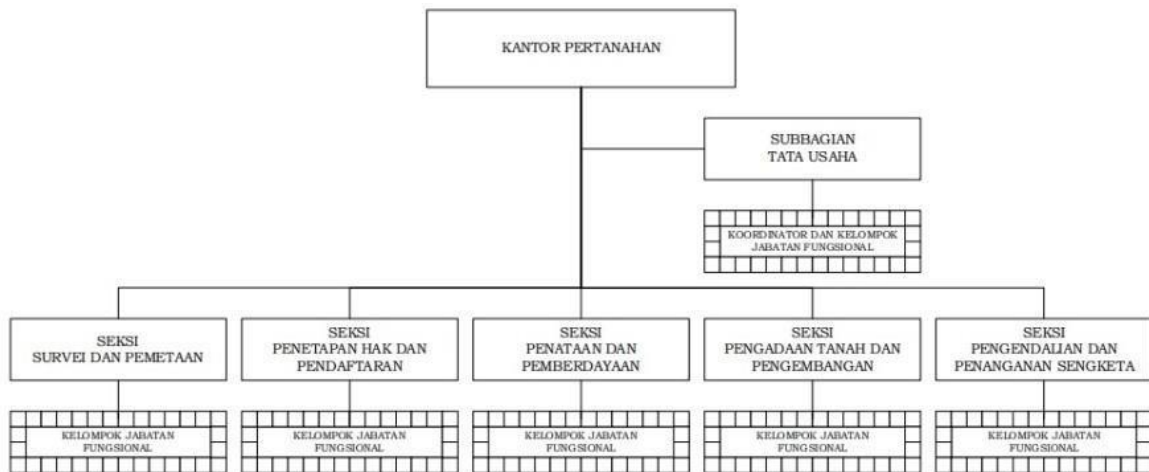 KANTOR PERTANAHAN
SUBBAGIAN
TATA USAHA
KOORDINATOR DAN KELOMPOK
JABATAN FUNGSIONAL
SEKSI
SURVEI DAN PEMETAAN
SEKSI
PENETAPAN HAK DAN
PENDAFTARAN
SEKSI
PENATAAN DAN
PEMBERDAYAAN
SEKSI
PENGADAAN TANAH DAN
PENGEMBANGAN
SEKSI
PENGENDALIAN DAN
PENANGANAN SENGKETA
KELOMPOK JABATAN
FUNGSIONAL
KELOMPOK JABATAN
FUNGSIONAL
KELOMPOK JABATAN
FUNGSIONAL
KELOMPOK JABATAN
FUNGSIONAL
KELOMPOK JABATAN
FUNGSIONAL